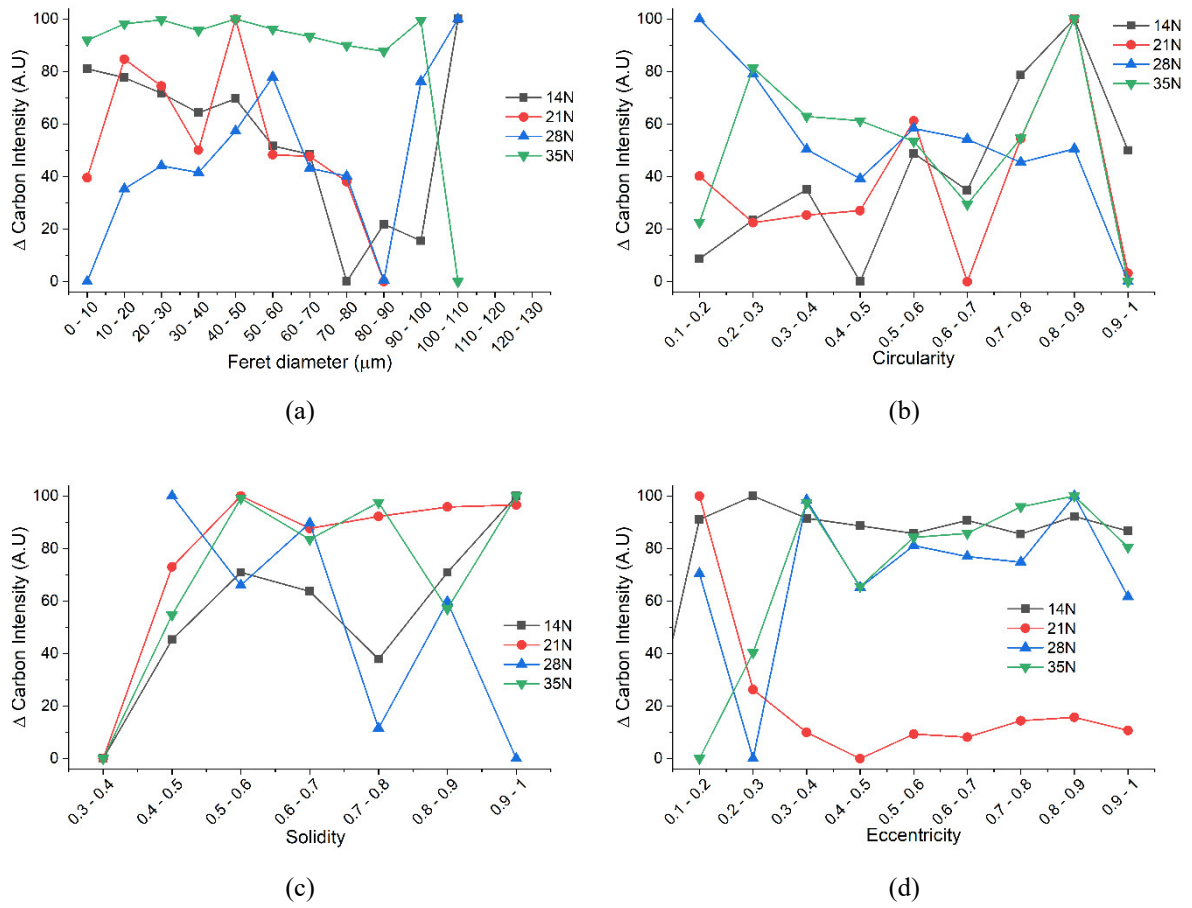 100
80
60
40
20
0
Δ Carbon Intensity (A.U)
14N
21N
28N
35N
0 - 10
10 - 20
20 - 30
30 - 40
40 - 50
50 - 60
60 - 70
70 - 80
80 - 90
90 - 100
100 - 110
110 - 120
120 - 130
Feret diameter (μm)
(a)
100
80
60
40
20
0
Δ Carbon Intensity (A.U)
14N
21N
28N
35N
0.1 - 0.2
0.2 - 0.3
0.3 - 0.4
0.4 - 0.5
0.5 - 0.6
0.6 - 0.7
0.7 - 0.8
0.8 - 0.9
0.9 - 1
Circularity
(b)
100
80
60
40
20
0
Δ Carbon Intensity (A.U)
14N
21N
28N
35N
0.3 - 0.4
0.4 - 0.5
0.5 - 0.6
0.6 - 0.7
0.7 - 0.8
0.8 - 0.9
0.9 - 1
Solidity
(c)
100
80
60
40
20
0
Δ Carbon Intensity (A.U)
14N
21N
28N
35N
0.1 - 0.2
0.2 - 0.3
0.3 - 0.4
0.4 - 0.5
0.5 - 0.6
0.6 - 0.7
0.7 - 0.8
0.8 - 0.9
0.9 - 1
Eccentricity
(d)